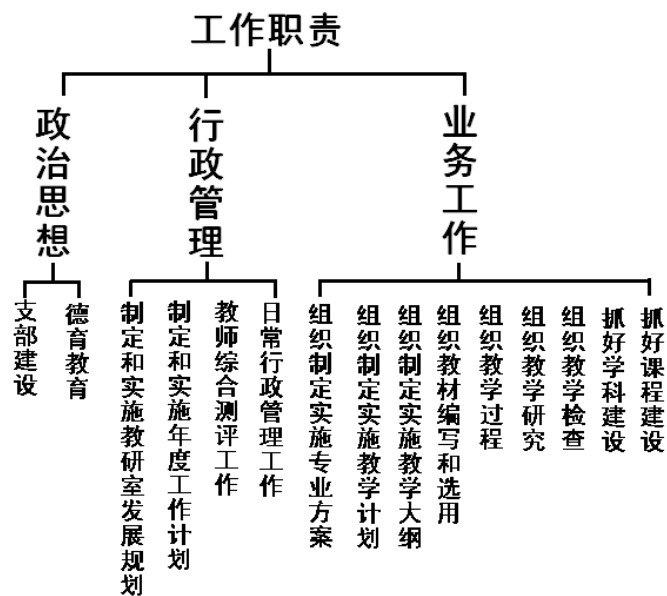 工作职责
政治思想
行政管理
业务工作
支部建设
德育教育
制定和实施教研室发展规划
制定和实施年度工作计划
教师综合测评工作
日常行政管理工作
组织制定实施专业方案
组织制定实施教学计划
组织制定实施教学大纲
组织教材编写和选用
组织教学过程
组织教学研究
组织教学检查
抓好学科建设
抓好课程建设